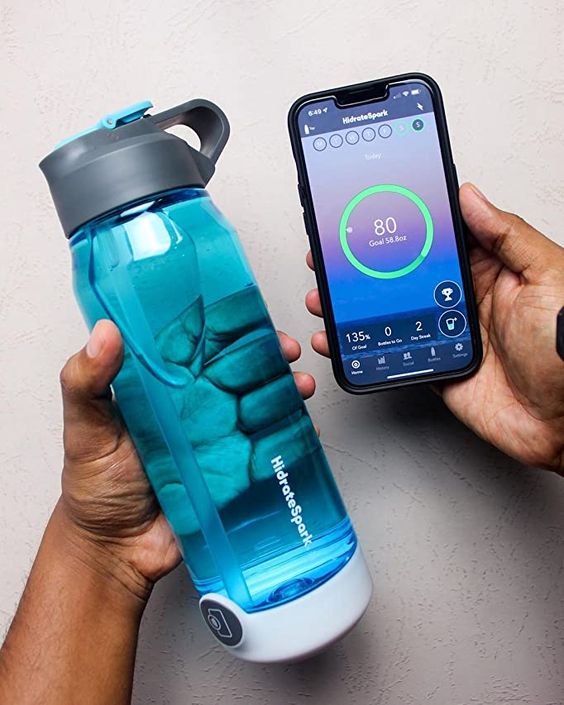 6:49
HidrateSpark
Tap
Today
80
Goal 58.8oz
135% 0 2
Of Goal Bottles to Go Day Streak
Home History Social Bottles Settings
HidrateSpark